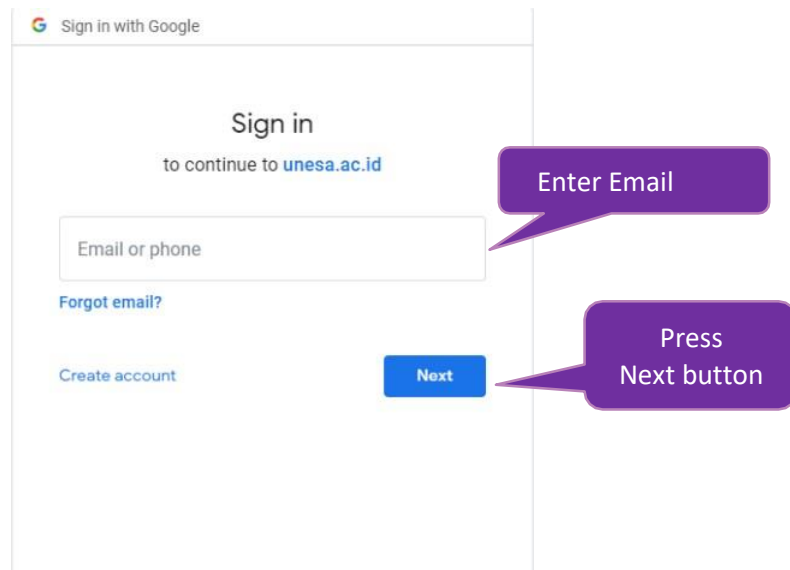 Sign in with Google
Sign in
to continue to unesa.ac.id
Enter Email
Email or phone
Forgot email?
Press
Next button
Create account
Next